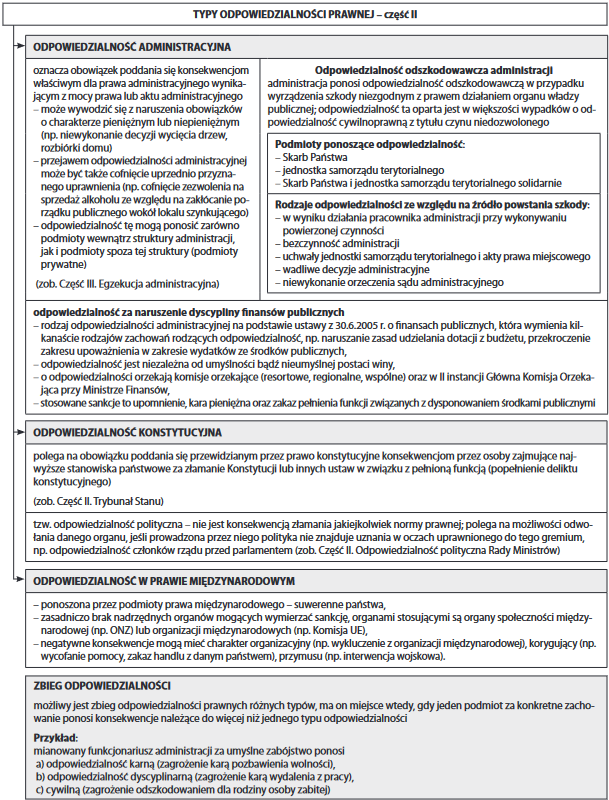 TYPY ODPOWIEDZIALNOŚCI PRAWNEJ – część II
ODPOWIEDZIALNOŚĆ ADMINISTRACYJNA
oznacza obowiązek poddania się konsekwencjom
właściwym dla prawa administracyjnego wynika-
jącym z mocy prawa lub aktu administracyjnego
– może wywodzić się z naruszenia obowiązków
o charakterze pieniężnym lub niepieniężnym
(np. niewykonanie decyzji wycięcia drzew,
rozbiórki domu)
– przejawem odpowiedzialności administracyjnej
może być także cofnięcie uprzednio przyzna-
nego uprawnienia (np. cofnięcie zezwolenia na
sprzedaż alkoholu ze względu na zakłócanie po-
rządku publicznego wokół lokalu szynkującego)
– odpowiedzialność tę mogą ponosić zarówno
podmioty wewnątrz struktury administracji,
jak i podmioty spoza tej struktury (podmioty
prywatne)
(zob. Część III. Egzekucja administracyjna)
Odpowiedzialność odszkodowawcza administracji
administracja ponosi odpowiedzialność odszkodowawczą w przypadku
wyrządzenia szkody niezgodnym z prawem działaniem organu władzy
publicznej; odpowiedzialność ta oparta jest w większości wypadków o od-
powiedzialność cywilnoprawną z tytułu czynu niedozwolonego
Podmioty ponoszące odpowiedzialność:
– Skarb Państwa
– jednostka samorządu terytorialnego
– Skarb Państwa i jednostka samorządu terytorialnego solidarnie
Rodzaje odpowiedzialności ze względu na źródło powstania szkody:
– w wyniku działania pracownika administracji przy wykonywaniu
powierzonej czynności
– bezczynność administracji
– uchwały jednostki samorządu terytorialnego i akty prawa miejscowego
– wadliwe decyzje administracyjne
– niewykonanie orzeczenia sądu administracyjnego
odpowiedzialność za naruszenie dyscypliny finansów publicznych
– rodzaj odpowiedzialności administracyjnej na podstawie ustawy z 30.6.2005 r. o finansach publicznych, która wymienia kil-
kanaście rodzajów zachowań rodzących odpowiedzialność, np. naruszanie zasad udzielania dotacji z budżetu, przekroczenie
zakresu upoważnienia w zakresie wydatków ze środków publicznych,
– odpowiedzialność jest niezależna od umyślności bądź nieumyślnej postaci winy,
– o odpowiedzialności orzekają komisje orzekające (resortowe, regionalne, wspólne) oraz w II instancji Główna Komisja Orzeka-
jąca przy Ministrze Finansów,
– stosowane sankcje to upomnienie, kara pieniężna oraz zakaz pełnienia funkcji związanych z dysponowaniem środkami publicznymi
ODPOWIEDZIALNOŚĆ KONSTYTUCYJNA
polega na obowiązku poddania się przewidzianym przez prawo konstytucyjne konsekwencjom przez osoby zajmujące naj-
wyższe stanowiska państwowe za złamanie Konstytucji lub innych ustaw w związku z pełnioną funkcją (popełnienie deliktu
konstytucyjnego)
(zob. Część II. Trybunał Stanu)
tzw. odpowiedzialność polityczna – nie jest konsekwencją złamania jakiejkolwiek normy prawnej; polega na możliwości odwo-
łania danego organu, jeśli prowadzona przez niego polityka nie znajduje uznania w oczach uprawnionego do tego gremium,
np. odpowiedzialność członków rządu przed parlamentem (zob. Część II. Odpowiedzialność polityczna Rady Ministrów)
ODPOWIEDZIALNOŚĆ W PRAWIE MIĘDZYNARODOWYM
– ponoszona przez podmioty prawa międzynarodowego – suwerenne państwa,
– zasadniczo brak nadrzędnych organów mogących wymierzać sankcję, organami stosującymi są organy społeczności między-
narodowej (np. ONZ) lub organizacji międzynarodowych (np. Komisja UE),
– negatywne konsekwencje mogą mieć charakter organizacyjny (np. wykluczenie z organizacji międzynarodowej), korygujący (np.
wycofanie pomocy, zakaz handlu z danym państwem), przymusu (np. interwencja wojskowa).
ZBIEG ODPOWIEDZIALNOŚCI
możliwy jest zbieg odpowiedzialności prawnych różnych typów, ma on miejsce wtedy, gdy jeden podmiot za konkretne zacho-
wanie ponosi konsekwencje należące do więcej niż jednego typu odpowiedzialności
Przykład:
mianowany funkcjonariusz administracji za umyślne zabójstwo ponosi
a) odpowiedzialność karną (zagrożenie karą pozbawienia wolności),
b) odpowiedzialność dyscyplinarną (zagrożenie karą wydalenia z pracy),
c) cywilną (zagrożenie odszkodowaniem dla rodziny osoby zabitej)